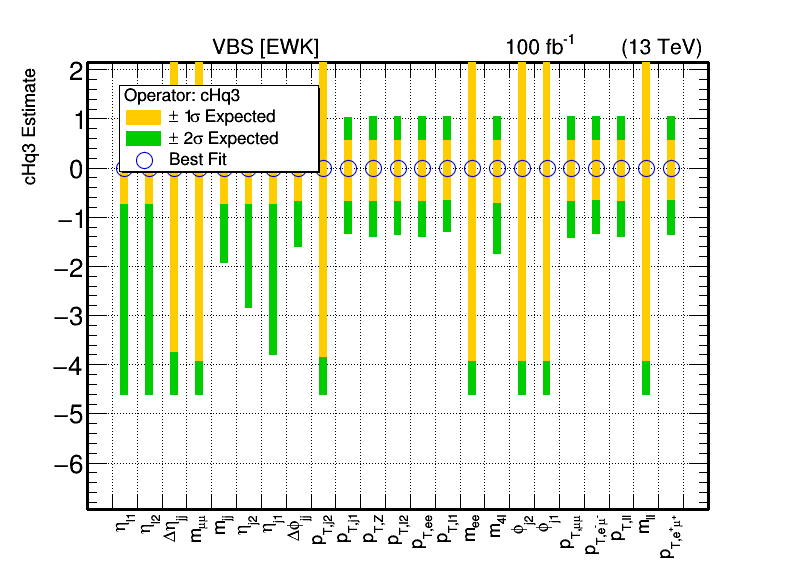 VBS [EWK] 100 fb⁻¹ (13 TeV)
cHq3 Estimate
2
1
0
−1
−2
−3
−4
−5
−6
Operator: cHq3
± 1σ Expected
± 2σ Expected
Best Fit
η_l1
η_l2
Δη_jj
m_μμ
m_jj
η_j2
η_j1
Δφ_jj
p_T,j2
p_T,j1
p_T,Z
p_T,l2
p_T,ee
p_T,l1
m_ee
m_4l
φ_j2
φ_j1
p_T,μμ
p_T,e⁻μ⁻
p_T,ll
m_ll
p_T,e⁺μ⁺